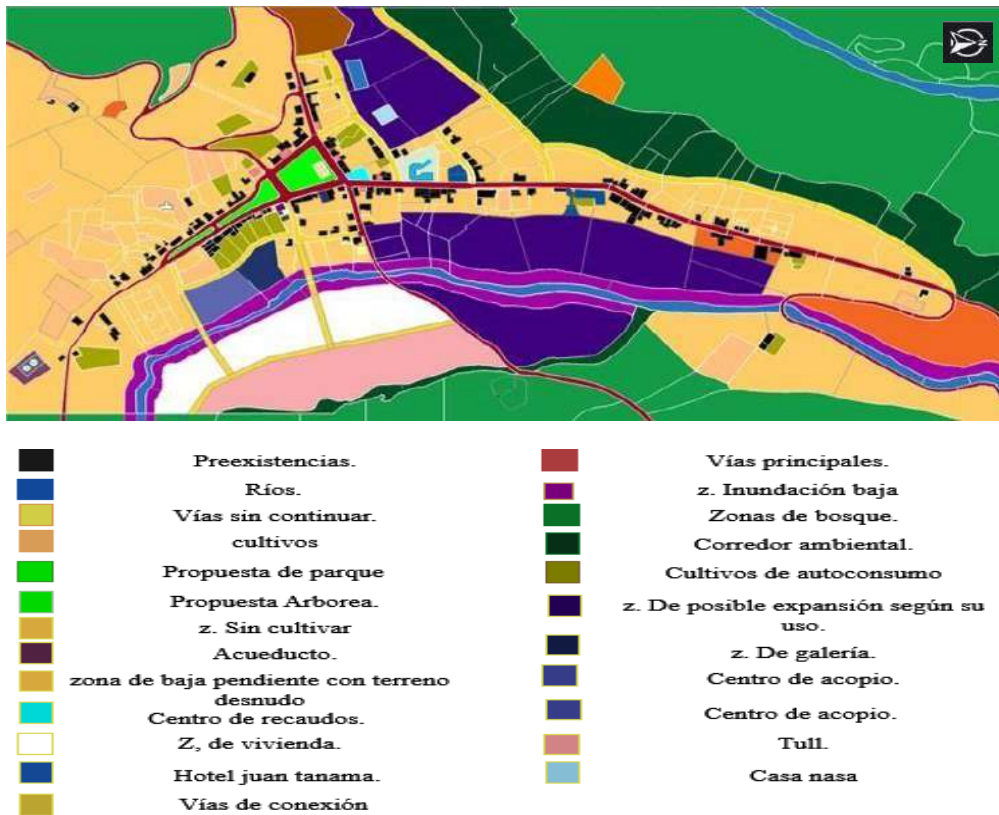 Z
Preexistencias.
Ríos.
Vías sin continuar.
cultivos
Propuesta de parque
Propuesta Arborea.
z. Sin cultivar
Acueducto.
zona de baja pendiente con terreno
desnudo
Centro de recaudos.
Z, de vivienda.
Hotel juan tanama.
Vías de conexión
Vías principales.
z. Inundación baja
Zonas de bosque.
Corredor ambiental.
Cultivos de autoconsumo
z. De posible expansión según su
uso.
z. De galería.
Centro de acopio.
Centro de acopio.
Tull.
Casa nasa